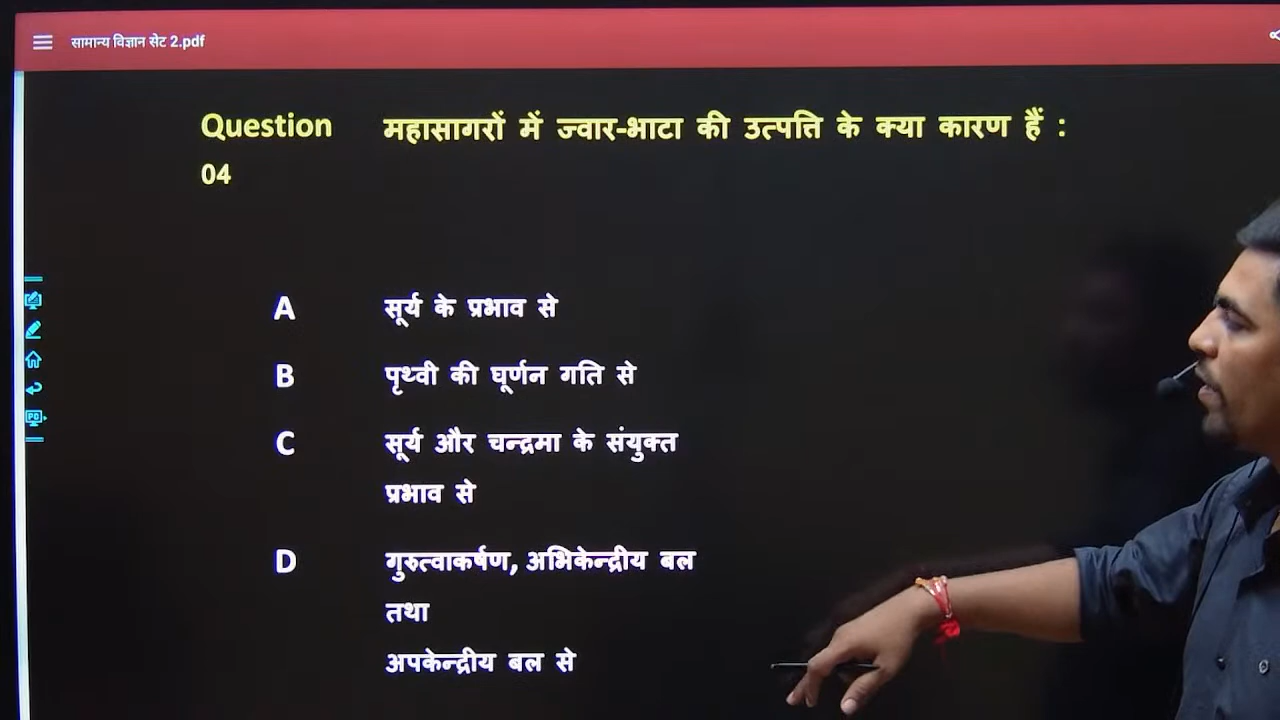 सामान्य विज्ञान सेट 2.pdf
Question महासागरों में ज्वार-भाटा की उत्पत्ति के क्या कारण हैं :
04
A सूर्य के प्रभाव से
B पृथ्वी की घूर्णन गति से
C सूर्य और चन्द्रमा के संयुक्त
प्रभाव से
D गुरुत्वाकर्षण, अभिकेन्द्रीय बल
तथा
अपकेन्द्रीय बल से